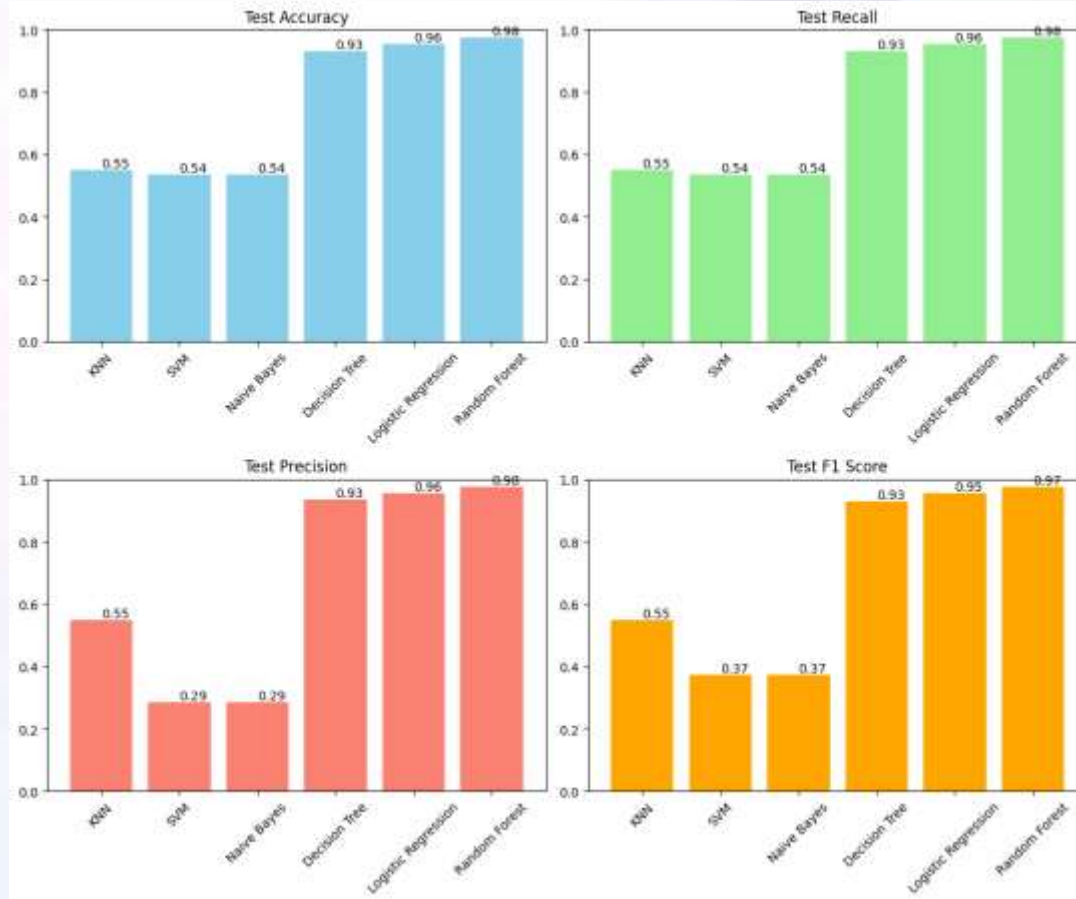 Test Accuracy
1.0
0.8
0.6
0.4
0.2
0.0
0.55
0.54
0.54
0.93
0.96
0.98
KNN
SVM
Naive Bayes
Decision Tree
Logistic Regression
Random Forest
Test Recall
1.0
0.8
0.6
0.4
0.2
0.0
0.55
0.54
0.54
0.93
0.96
0.98
KNN
SVM
Naive Bayes
Decision Tree
Logistic Regression
Random Forest
Test Precision
1.0
0.8
0.6
0.4
0.2
0.0
0.55
0.29
0.29
0.93
0.96
0.98
KNN
SVM
Naive Bayes
Decision Tree
Logistic Regression
Random Forest
Test F1 Score
1.0
0.8
0.6
0.4
0.2
0.0
0.55
0.37
0.37
0.93
0.95
0.97
KNN
SVM
Naive Bayes
Decision Tree
Logistic Regression
Random Forest